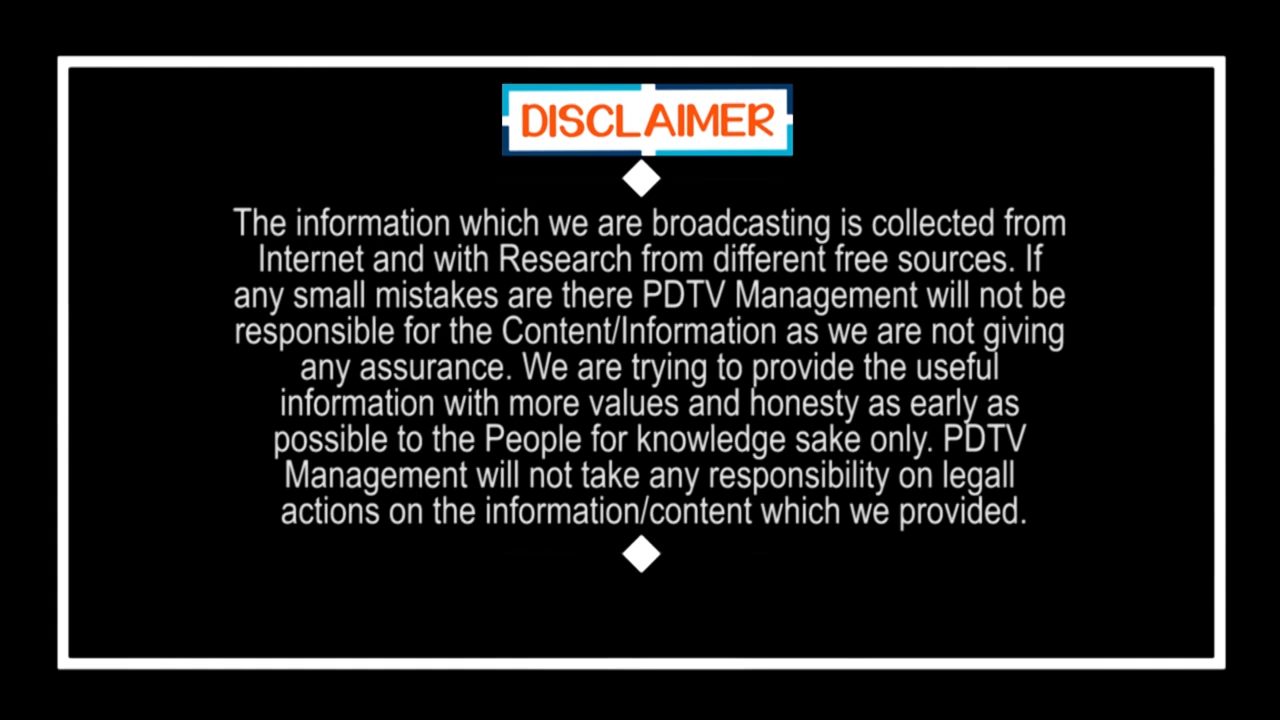 DISCLAIMER
The information which we are broadcasting is collected from
Internet and with Research from different free sources. If
any small mistakes are there PDTV Management will not be
responsible for the Content/Information as we are not giving
any assurance. We are trying to provide the useful
information with more values and honesty as early as
possible to the People for knowledge sake only. PDTV
Management will not take any responsibility on legall
actions on the information/content which we provided.